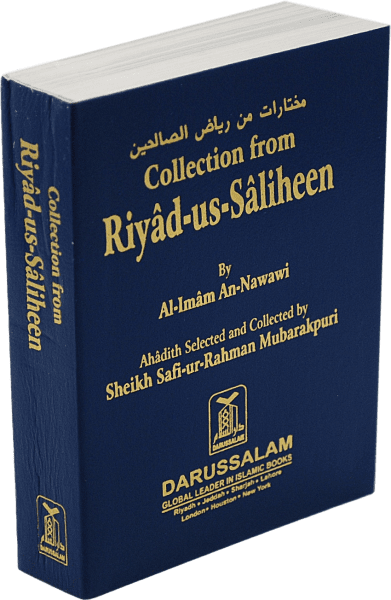 مختارات من رياض الصالحين
Collection from
Riyâd-us-Sâliheen
By
Al-Imâm An-Nawawi
Ahâdith Selected and Collected by
Sheikh Safi-ur-Rahman Mubarakpuri
DARUSSALAM
DARUSSALAM
GLOBAL LEADER IN ISLAMIC BOOKS
Riyadh • Jeddah • Sharjah • Lahore
London • Houston • New York
Collection from
Riyâd-us-Sâliheen
DARUSSALAM